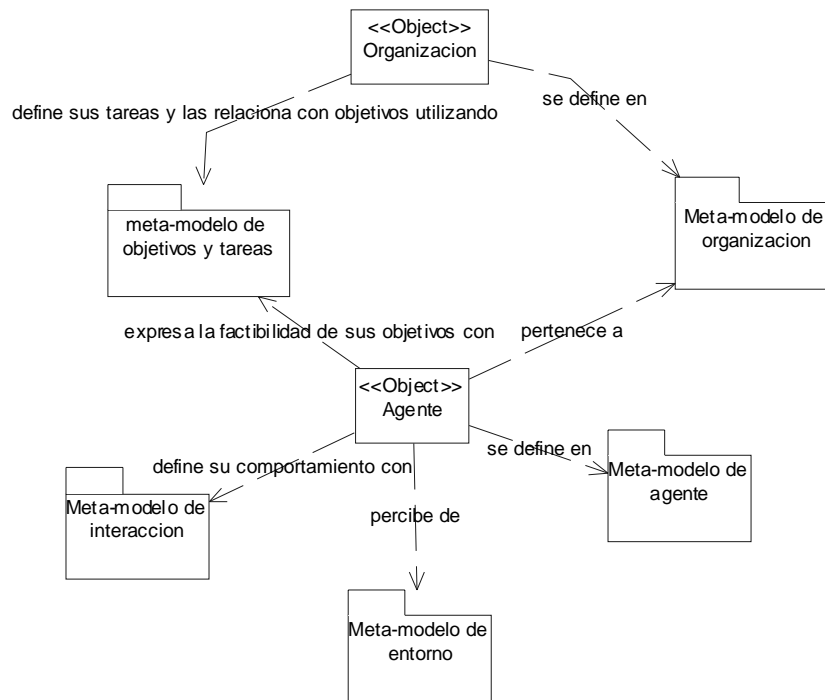 <<Object>>
Organizacion
define sus tareas y las relaciona con objetivos utilizando
se define en
meta-modelo de
objetivos y tareas
Meta-modelo de
organizacion
expresa la factibilidad de sus objetivos con
pertenece a
<<Object>>
Agente
se define en
define su comportamiento con
Meta-modelo de
agente
Meta-modelo de
interaccion
percibe de
Meta-modelo de
entorno